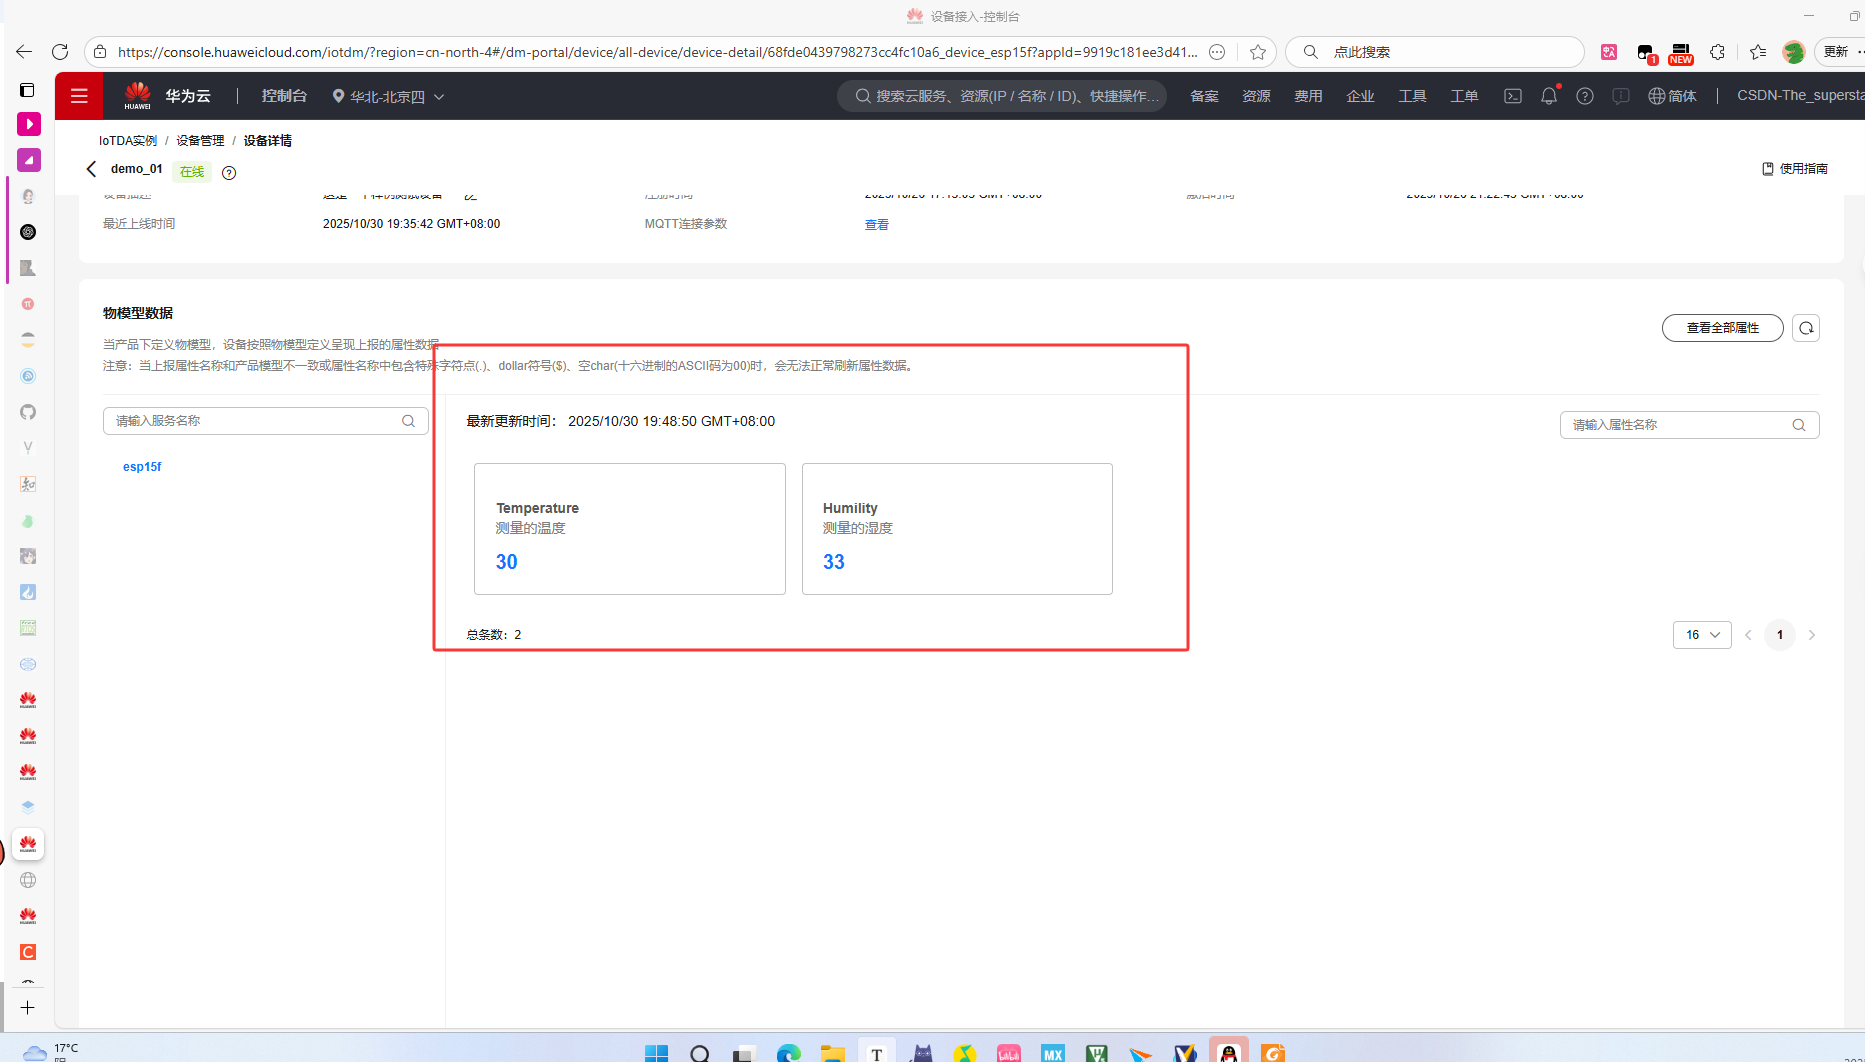 设备接入-控制台
https://console.huaweicloud.com/iotdm/?region=cn-north-4#/dm-portal/device/all-device/device-detail/68fde0439798273cc4fc10a6_device_esp15f?appId=9919c181ee3d41...
点此搜索
1
NEW
更新
HUAWEI
华为云
控制台
华北-北京四
搜索云服务、资源(IP / 名称 / ID)、快捷操作...
备案
资源
费用
企业
工具
工单
简体
CSDN-The_supersta
IoTDA实例 / 设备管理 / 设备详情
demo_01
在线
使用指南
最近上线时间
2025/10/30 19:35:42 GMT+08:00
MQTT连接参数
查看
物模型数据
当产品下定义物模型，设备按照物模型定义呈现上报的属性数据
注意：当上报属性名称和产品模型不一致或属性名称中包含特殊字符点(.)、dollar符号($)、空char(十六进制的ASCII码为00)时，会无法正常刷新属性数据。
查看全部属性
请输入服务名称
esp15f
最新更新时间： 2025/10/30 19:48:50 GMT+08:00
请输入属性名称
Temperature
测量的温度
30
Humility
测量的湿度
33
总条数：2
16
1
17°C